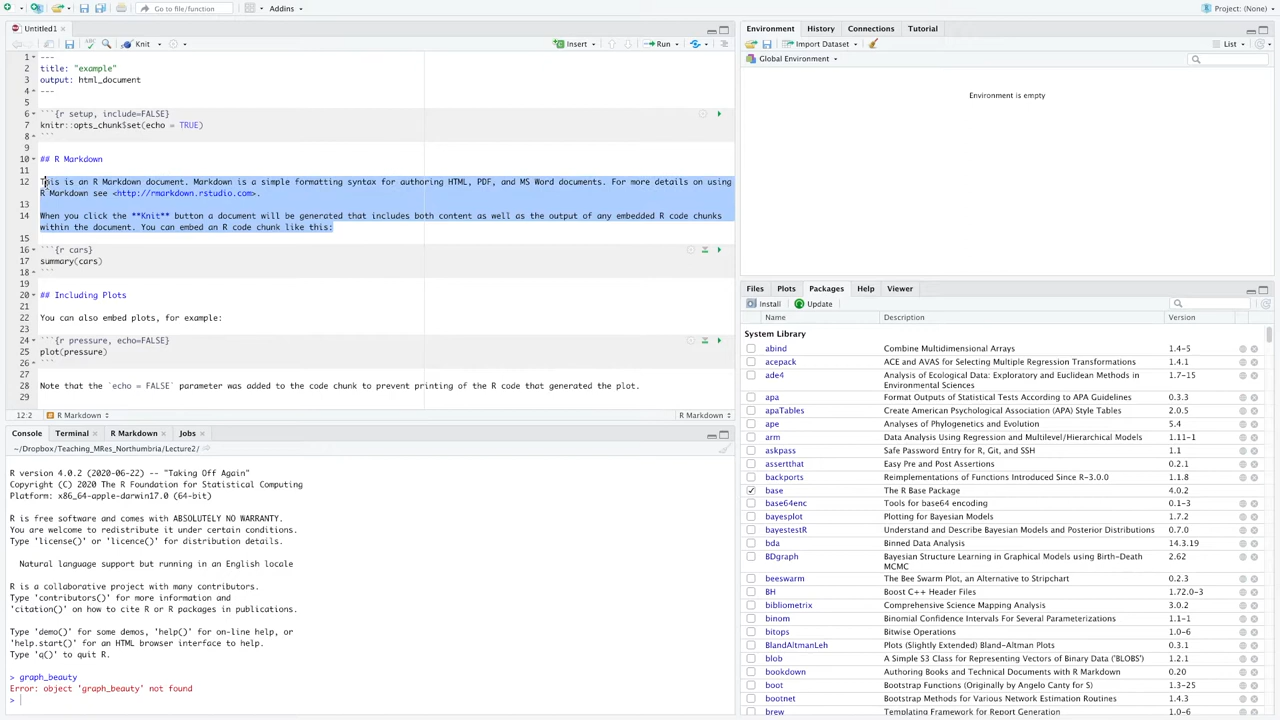 Go to file/function
Addins
Project: (None)
Untitled1
Knit
Insert
Run
1 ---
2 title: "example"
3 output: html_document
4 ---
5
6 ```{r setup, include=FALSE}
7 knitr::opts_chunk$set(echo = TRUE)
8 ```
9
10 ## R Markdown
11
12 This is an R Markdown document. Markdown is a simple formatting syntax for authoring HTML, PDF, and MS Word documents. For more details on using
R Markdown see <http://rmarkdown.rstudio.com>.
13
14 When you click the **Knit** button a document will be generated that includes both content as well as the output of any embedded R code chunks
within the document. You can embed an R code chunk like this:
15
16 ```{r cars}
17 summary(cars)
18 ```
19
20 ## Including Plots
21
22 You can also embed plots, for example:
23
24 ```{r pressure, echo=FALSE}
25 plot(pressure)
26 ```
27
28 Note that the `echo = FALSE` parameter was added to the code chunk to prevent printing of the R code that generated the plot.
29
12:2 R Markdown R Markdown
Console Terminal R Markdown Jobs
~/Dropbox/Teaching_MRes_Northumbria/Lecture2/
R version 4.0.2 (2020-06-22) -- "Taking Off Again"
Copyright (C) 2020 The R Foundation for Statistical Computing
Platform: x86_64-apple-darwin17.0 (64-bit)
R is free software and comes with ABSOLUTELY NO WARRANTY.
You are welcome to redistribute it under certain conditions.
Type 'license()' or 'licence()' for distribution details.
Natural language support but running in an English locale
R is a collaborative project with many contributors.
Type 'contributors()' for more information and
'citation()' on how to cite R or R packages in publications.
Type 'demo()' for some demos, 'help()' for on-line help, or
'help.start()' for an HTML browser interface to help.
Type 'q()' to quit R.
> graph_beauty
Error: object 'graph_beauty' not found
>
Environment History Connections Tutorial
Import Dataset
List
Global Environment
Environment is empty
Files Plots Packages Help Viewer
Install Update
Name Description Version
System Library
abind Combine Multidimensional Arrays 1.4-5
acepack ACE and AVAS for Selecting Multiple Regression Transformations 1.4.1
ade4 Analysis of Ecological Data: Exploratory and Euclidean Methods in 1.7-15
Environmental Sciences
apa Format Outputs of Statistical Tests According to APA Guidelines 0.3.3
apaTables Create American Psychological Association (APA) Style Tables 2.0.5
ape Analyses of Phylogenetics and Evolution 5.4
arm Data Analysis Using Regression and Multilevel/Hierarchical Models 1.11-1
askpass Safe Password Entry for R, Git, and SSH 1.1
assertthat Easy Pre and Post Assertions 0.2.1
backports Reimplementations of Functions Introduced Since R-3.0.0 1.1.8
base The R Base Package 4.0.2
base64enc Tools for base64 encoding 0.1-3
bayesplot Plotting for Bayesian Models 1.7.2
bayestestR Understand and Describe Bayesian Models and Posterior Distributions 0.7.0
bda Binned Data Analysis 14.3.19
BDgraph Bayesian Structure Learning in Graphical Models using Birth-Death 2.62
MCMC
beeswarm The Bee Swarm Plot, an Alternative to Stripchart 0.2.3
BH Boost C++ Header Files 1.72.0-3
bibliometrix Comprehensive Science Mapping Analysis 3.0.2
binom Binomial Confidence Intervals For Several Parameterizations 1.1-1
bitops Bitwise Operations 1.0-6
BlandAltmanLeh Plots (Slightly Extended) Bland-Altman Plots 0.3.1
blob A Simple S3 Class for Representing Vectors of Binary Data ('BLOBS') 1.2.1
bookdown Authoring Books and Technical Documents with R Markdown 0.20
boot Bootstrap Functions (Originally by Angelo Canty for S) 1.3-25
bootnet Bootstrap Methods for Various Network Estimation Routines 1.4.3
brew Templating Framework for Report Generation 1.0-6